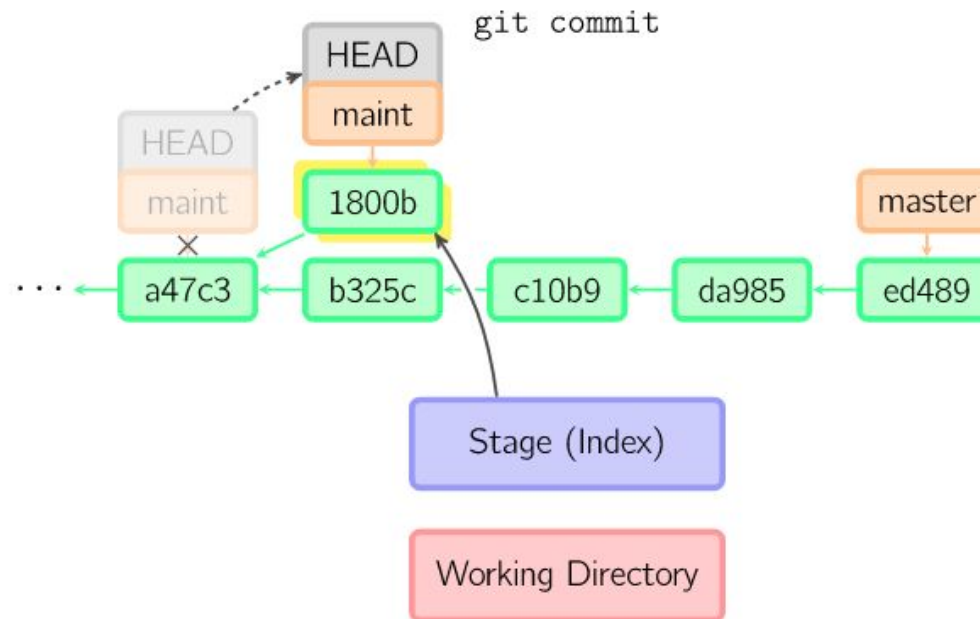 git commit
HEAD
maint
HEAD
maint
1800b
master
... a47c3 b325c c10b9 da985 ed489
Stage (Index)
Working Directory